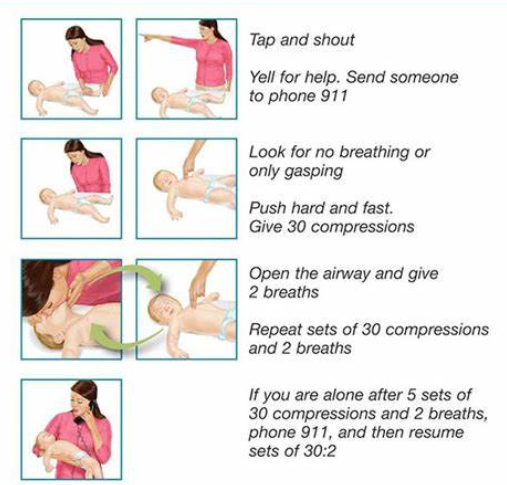 Tap and shout
Yell for help. Send someone
to phone 911
Look for no breathing or
only gasping
Push hard and fast.
Give 30 compressions
Open the airway and give
2 breaths
Repeat sets of 30 compressions
and 2 breaths
If you are alone after 5 sets of
30 compressions and 2 breaths,
phone 911, and then resume
sets of 30:2